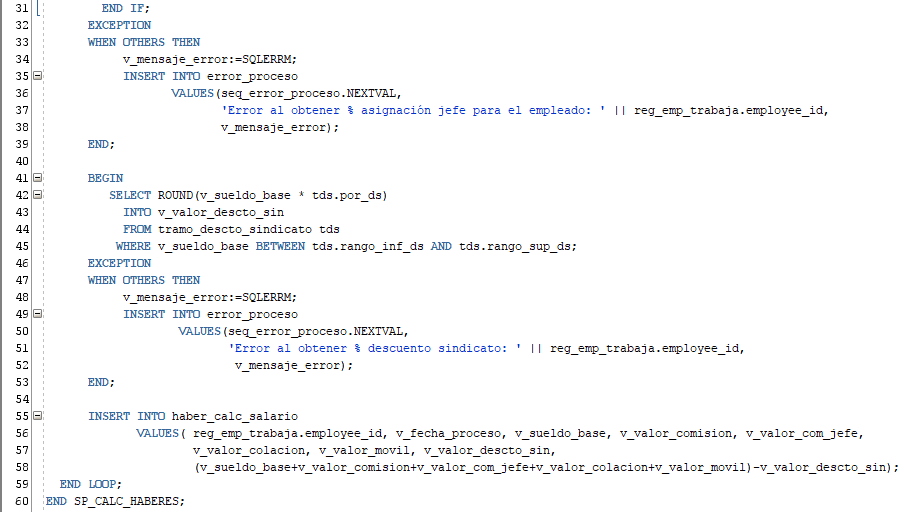 31 END IF;
32 EXCEPTION
33 WHEN OTHERS THEN
34 v_mensaje_error:=SQLERRM;
35 INSERT INTO error_proceso
36 VALUES(seq_error_proceso.NEXTVAL,
37 'Error al obtener % asignación jefe para el empleado: ' || reg_emp_trabaja.employee_id,
38 v_mensaje_error);
39 END;
40
41 BEGIN
42 SELECT ROUND(v_sueldo_base * tds.por_ds)
43 INTO v_valor_descto_sin
44 FROM tramo_descto_sindicato tds
45 WHERE v_sueldo_base BETWEEN tds.rango_inf_ds AND tds.rango_sup_ds;
46 EXCEPTION
47 WHEN OTHERS THEN
48 v_mensaje_error:=SQLERRM;
49 INSERT INTO error_proceso
50 VALUES(seq_error_proceso.NEXTVAL,
51 'Error al obtener % descuento sindicato: ' || reg_emp_trabaja.employee_id,
52 v_mensaje_error);
53 END;
54
55 INSERT INTO haber_calc_salario
56 VALUES( reg_emp_trabaja.employee_id, v_fecha_proceso, v_sueldo_base, v_valor_comision, v_valor_com_jefe,
57 v_valor_colacion, v_valor_movil, v_valor_descto_sin,
58 (v_sueldo_base+v_valor_comision+v_valor_com_jefe+v_valor_colacion+v_valor_movil)-v_valor_descto_sin);
59 END LOOP;
60 END SP_CALC_HABERES;